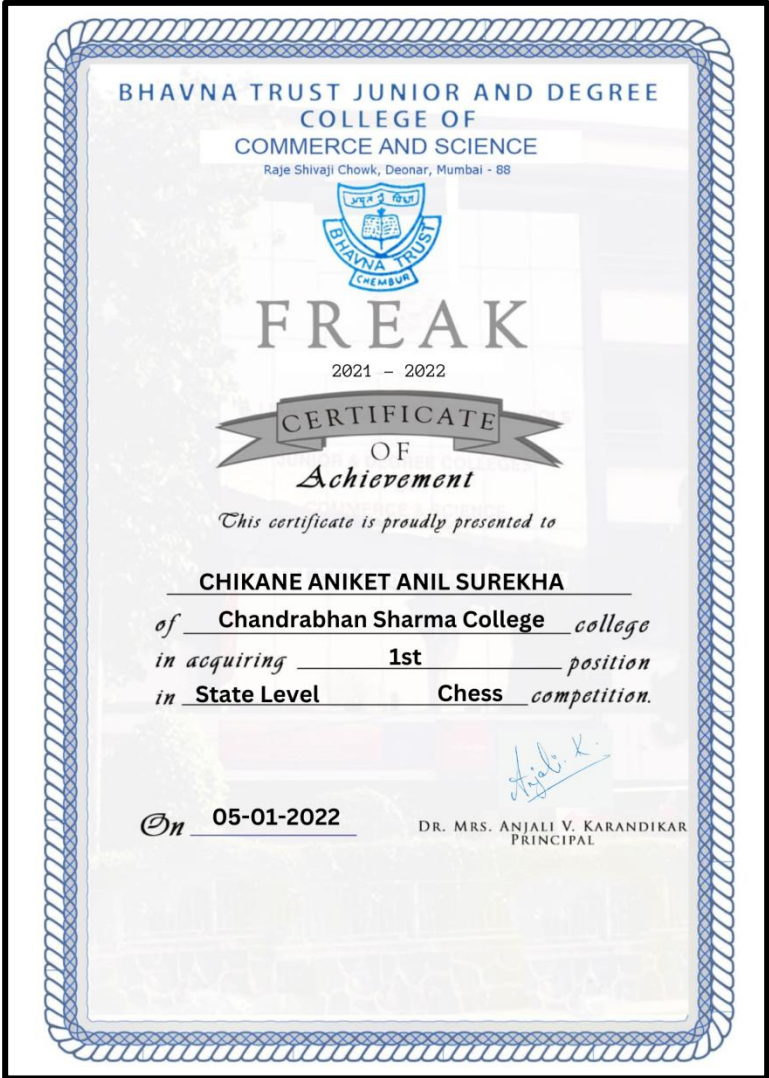 BHAVNA TRUST JUNIOR AND DEGREE
COLLEGE OF
COMMERCE AND SCIENCE
Raje Shivaji Chowk, Deonar, Mumbai - 88
BHAVNA TRUST
CHEMBUR
FREAK
2021 – 2022
CERTIFICATE
OF
Achievement
This certificate is proudly presented to
CHIKANE ANIKET ANIL SUREKHA
of Chandrabhan Sharma College college
in acquiring 1st position
in State Level Chess competition.
Anjali. K.
On 05-01-2022
DR. MRS. ANJALI V. KARANDIKAR
PRINCIPAL